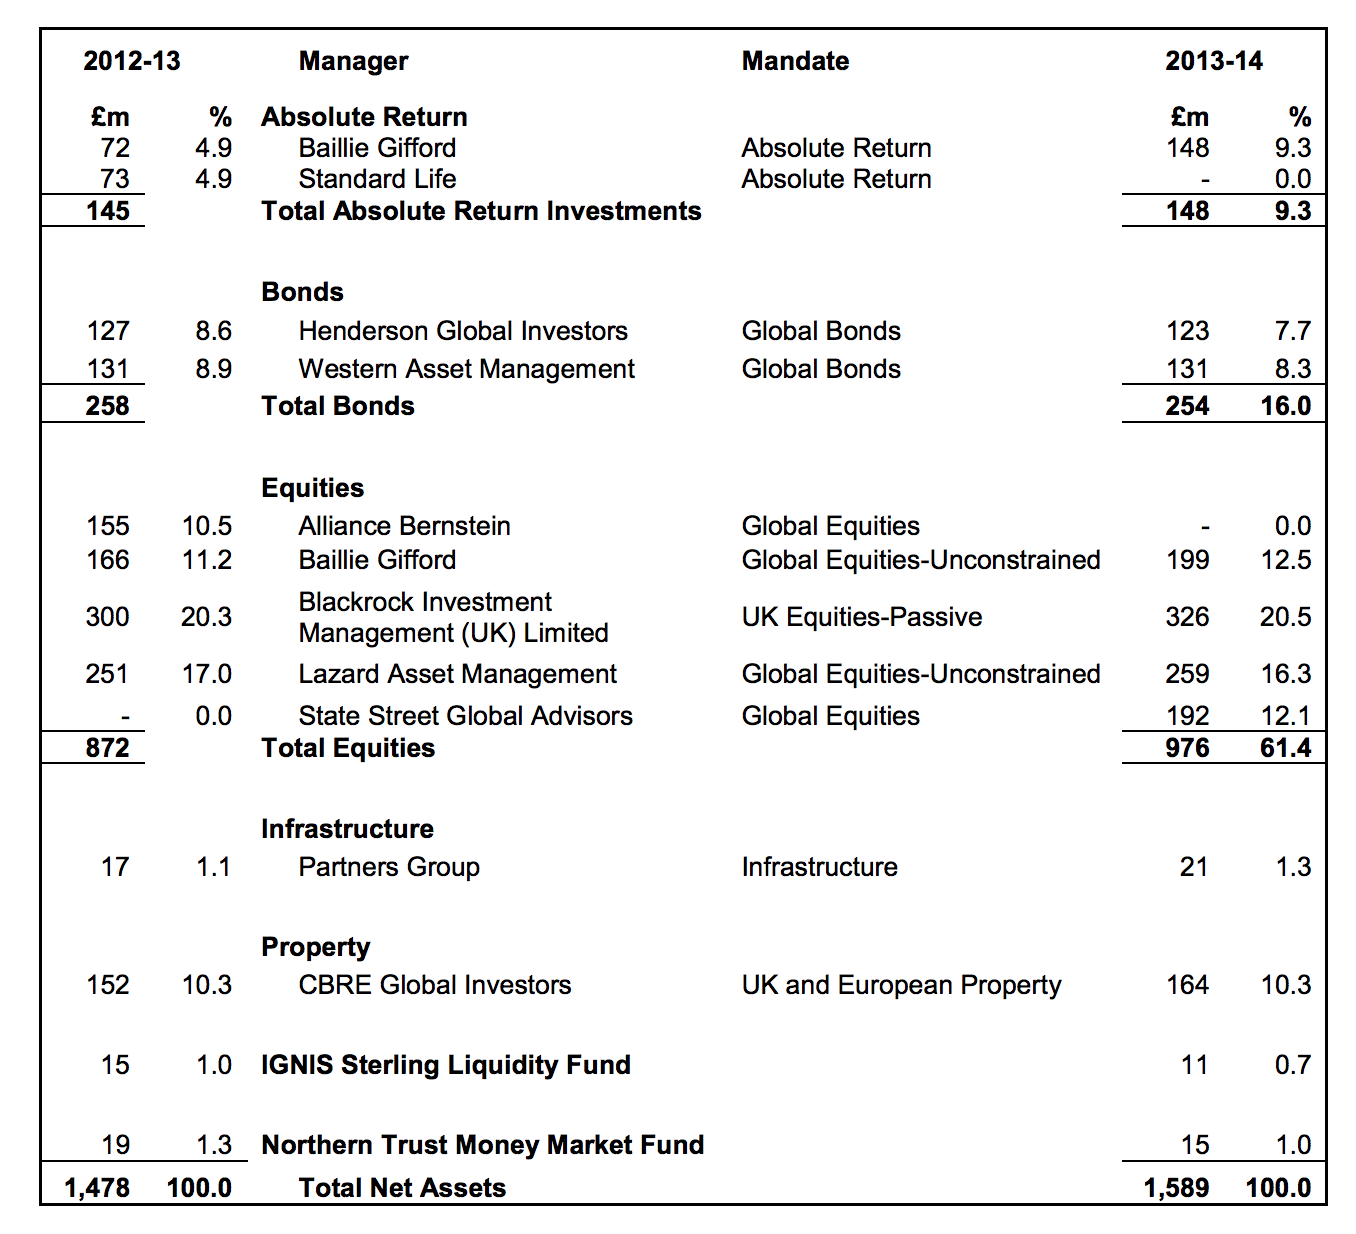 2012-13 Manager Mandate 2013-14
£m % Absolute Return £m %
72 4.9 Baillie Gifford Absolute Return 148 9.3
73 4.9 Standard Life Absolute Return - 0.0
145 Total Absolute Return Investments 148 9.3
Bonds
127 8.6 Henderson Global Investors Global Bonds 123 7.7
131 8.9 Western Asset Management Global Bonds 131 8.3
258 Total Bonds 254 16.0
Equities
155 10.5 Alliance Bernstein Global Equities - 0.0
166 11.2 Baillie Gifford Global Equities-Unconstrained 199 12.5
300 20.3 Blackrock Investment
Management (UK) Limited UK Equities-Passive 326 20.5
251 17.0 Lazard Asset Management Global Equities-Unconstrained 259 16.3
- 0.0 State Street Global Advisors Global Equities 192 12.1
872 Total Equities 976 61.4
Infrastructure
17 1.1 Partners Group Infrastructure 21 1.3
Property
152 10.3 CBRE Global Investors UK and European Property 164 10.3
15 1.0 IGNIS Sterling Liquidity Fund 11 0.7
19 1.3 Northern Trust Money Market Fund 15 1.0
1,478 100.0 Total Net Assets 1,589 100.0